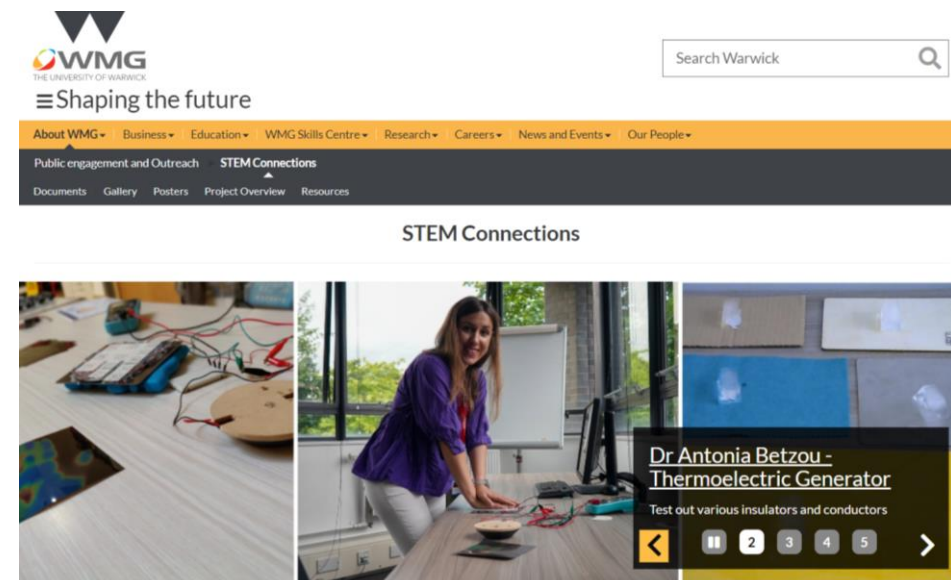 WMG
THE UNIVERSITY OF WARWICK
Search Warwick
Shaping the future
About WMG Business Education WMG Skills Centre Research Careers News and Events Our People
Public engagement and Outreach STEM Connections
Documents Gallery Posters Project Overview Resources
STEM Connections
Dr Antonia Betzou -
Thermoelectric Generator
Test out various insulators and conductors
2 3 4 5